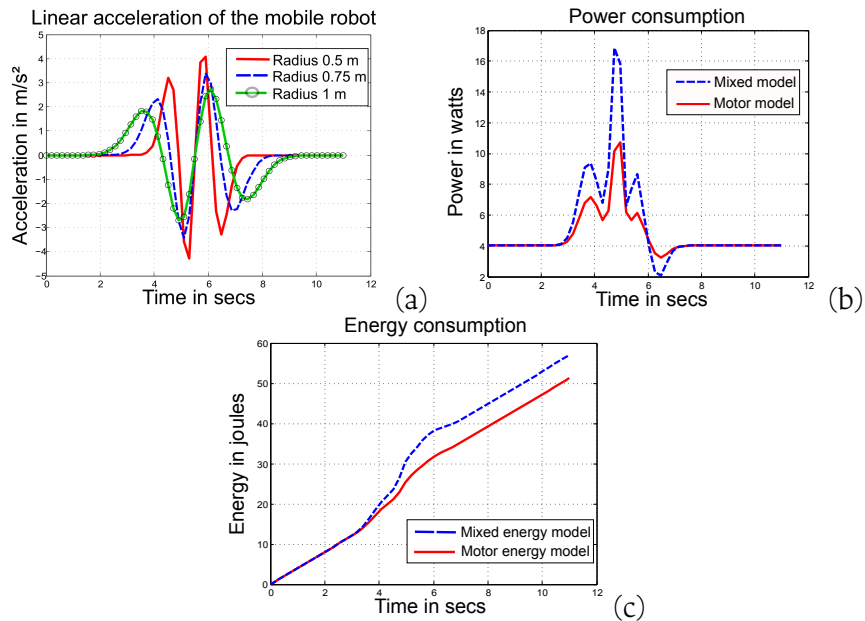 Linear acceleration of the mobile robot
Acceleration in m/s²
5
4
3
2
1
0
−1
−2
−3
−4
−5
Radius 0.5 m
Radius 0.75 m
Radius 1 m
0 2 4 6 8 10 12
Time in secs
(a)
Power consumption
Power in watts
18
16
14
12
10
8
6
4
2
Mixed model
Motor model
0 2 4 6 8 10 12
Time in secs
(b)
Energy consumption
Energy in joules
60
50
40
30
20
10
0
Mixed energy model
Motor energy model
0 2 4 6 8 10 12
Time in secs
(c)